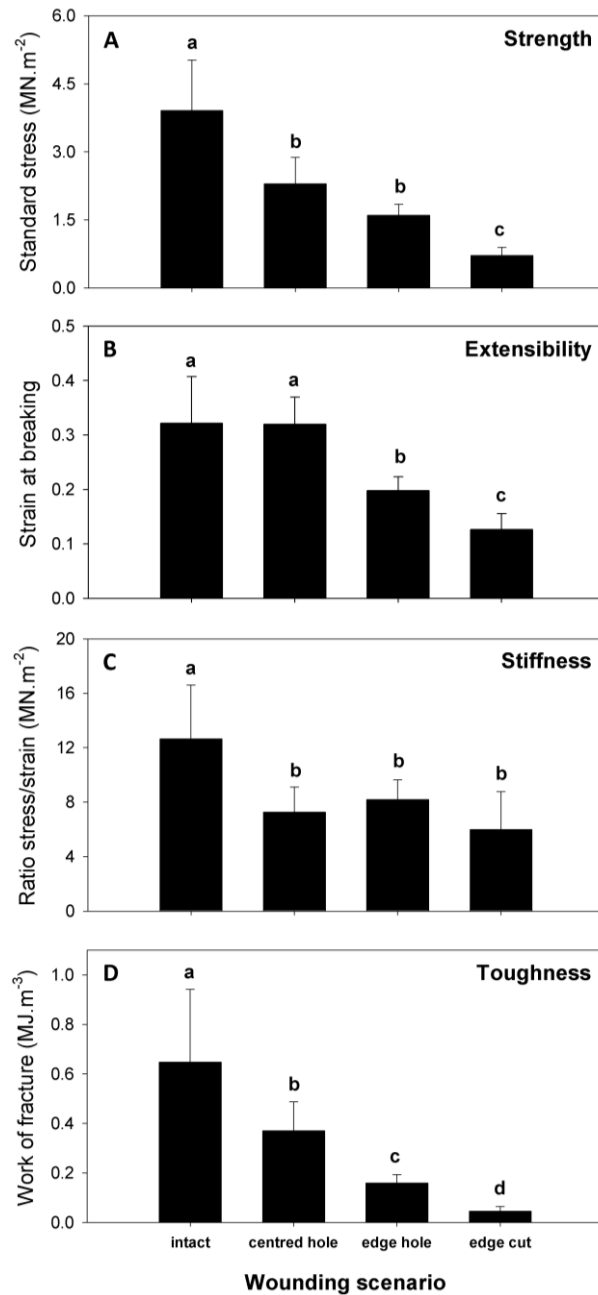 A
Strength
Standard stress (MN.m⁻²)
6.0
4.5
3.0
1.5
0.0
a
b
b
c
B
Extensibility
Strain at breaking
0.5
0.4
0.3
0.2
0.1
0.0
a
a
b
c
C
Stiffness
Ratio stress/strain (MN.m⁻²)
20
16
12
8
4
0
a
b
b
b
D
Toughness
Work of fracture (MJ.m⁻³)
1.0
0.8
0.6
0.4
0.2
0.0
a
b
c
d
intact centred hole edge hole edge cut
Wounding scenario